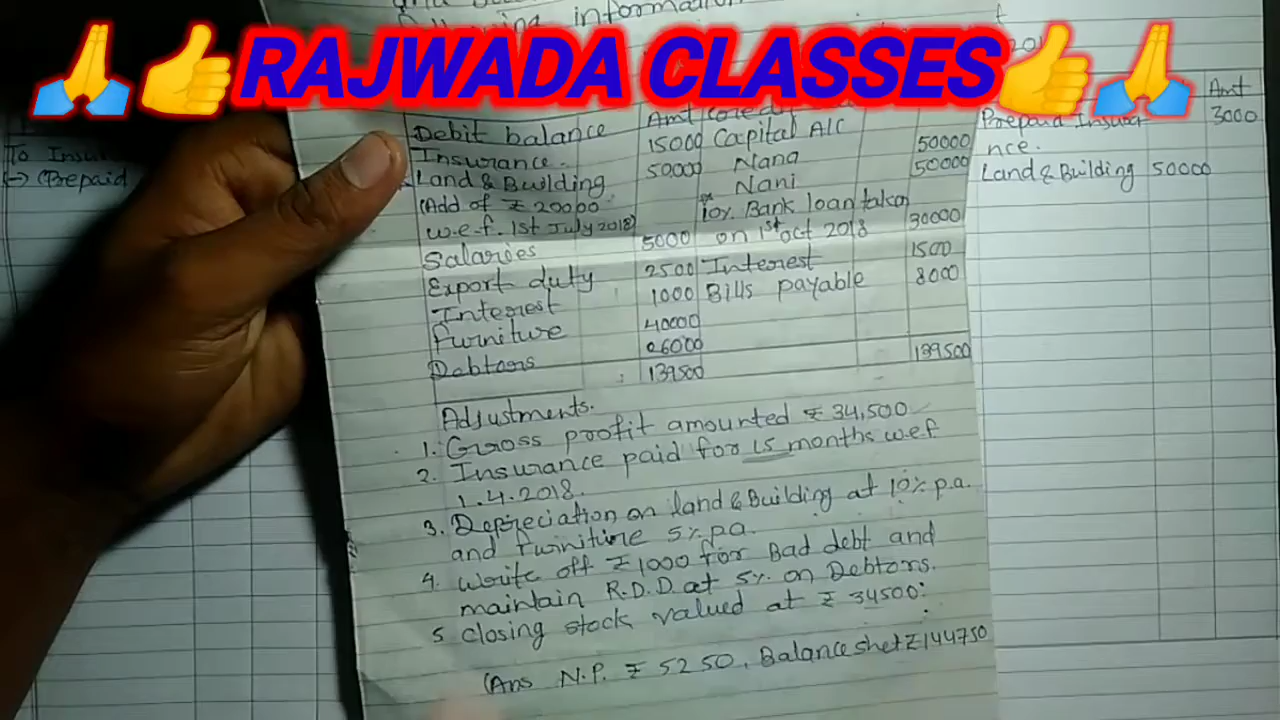 following information
RAJWADA CLASSES
Debit balance Amt Credit
Insurance. 15000 Capital A/C
Land & Building 50000 Nana 50000
(Add of ₹ 20000 Nani 50000
w.e.f. 1st July 2018) 10% Bank loan taken
Salaries 5000 on 1st oct 2018 30000
Export duty 2500 Interest 1500
Interest 1000 Bills payable 8000
Furniture 40000
Debtors 26000
139500 139500
Adjustments.
1. Gross profit amounted ₹ 34,500
2. Insurance paid for 15 months w.e.f
1.4.2018.
3. Depreciation on land & Building at 10% p.a.
and Furniture 5% p.a.
4. Write off ₹ 1000 for Bad debt and
maintain R.D.D. at 5% on Debtors.
5 Closing stock valued at ₹ 34500.
(Ans N.P. ₹ 5250, Balance shet ₹ 144750
To Insu
(Prepaid
Amt
Prepaid Insura 3000
nce.
Land & Building 50000